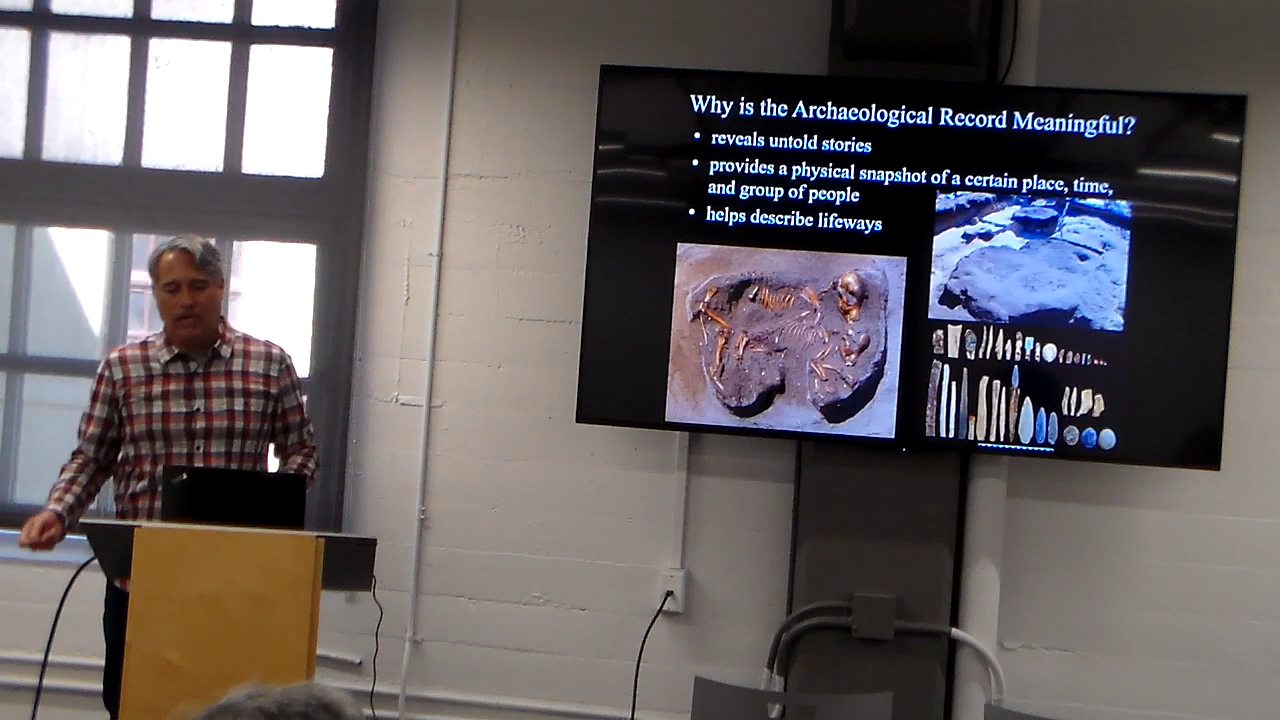 Why is the Archaeological Record Meaningful?
• reveals untold stories
• provides a physical snapshot of a certain place, time,
and group of people
• helps describe lifeways